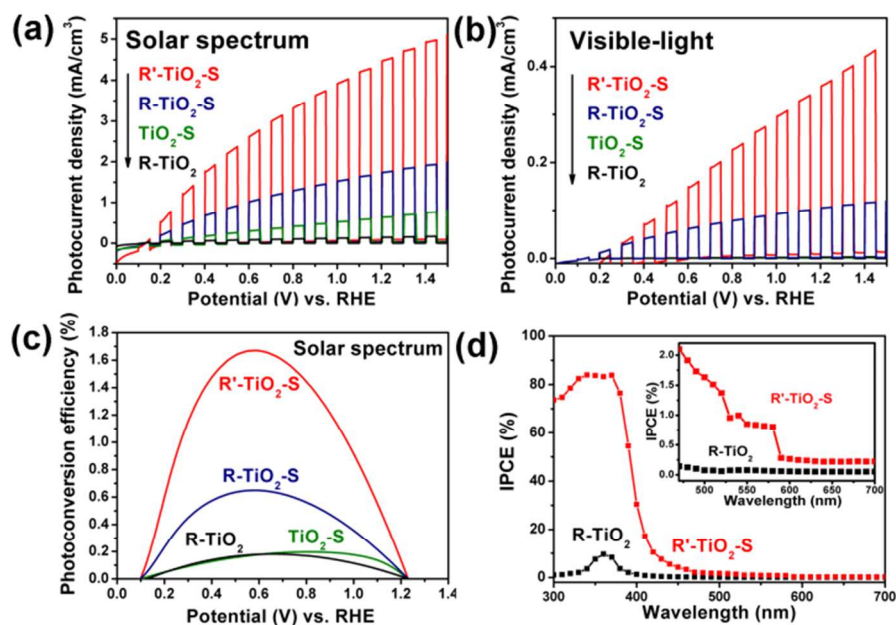 (a)
Solar spectrum
R'-TiO₂-S
R-TiO₂-S
TiO₂-S
R-TiO₂
Photocurrent density (mA/cm³)
5
4
3
2
1
0
0.0 0.2 0.4 0.6 0.8 1.0 1.2 1.4
Potential (V) vs. RHE
(b)
Visible-light
R'-TiO₂-S
R-TiO₂-S
TiO₂-S
R-TiO₂
Photocurrent density (mA/cm³)
0.4
0.2
0.0
0.0 0.2 0.4 0.6 0.8 1.0 1.2 1.4
Potential (V) vs. RHE
(c)
Solar spectrum
R'-TiO₂-S
R-TiO₂-S
R-TiO₂
TiO₂-S
Photoconversion efficiency (%)
1.8
1.6
1.4
1.2
1.0
0.8
0.6
0.4
0.2
0.0
0.0 0.2 0.4 0.6 0.8 1.0 1.2 1.4
Potential (V) vs. RHE
(d)
IPCE (%)
100
80
60
40
20
0
R-TiO₂
R'-TiO₂-S
300 400 500 600 700
Wavelength (nm)
IPCE (%)
2.0
1.5
1.0
0.5
0.0
R'-TiO₂-S
R-TiO₂
500 550 600 650 700
Wavelength (nm)